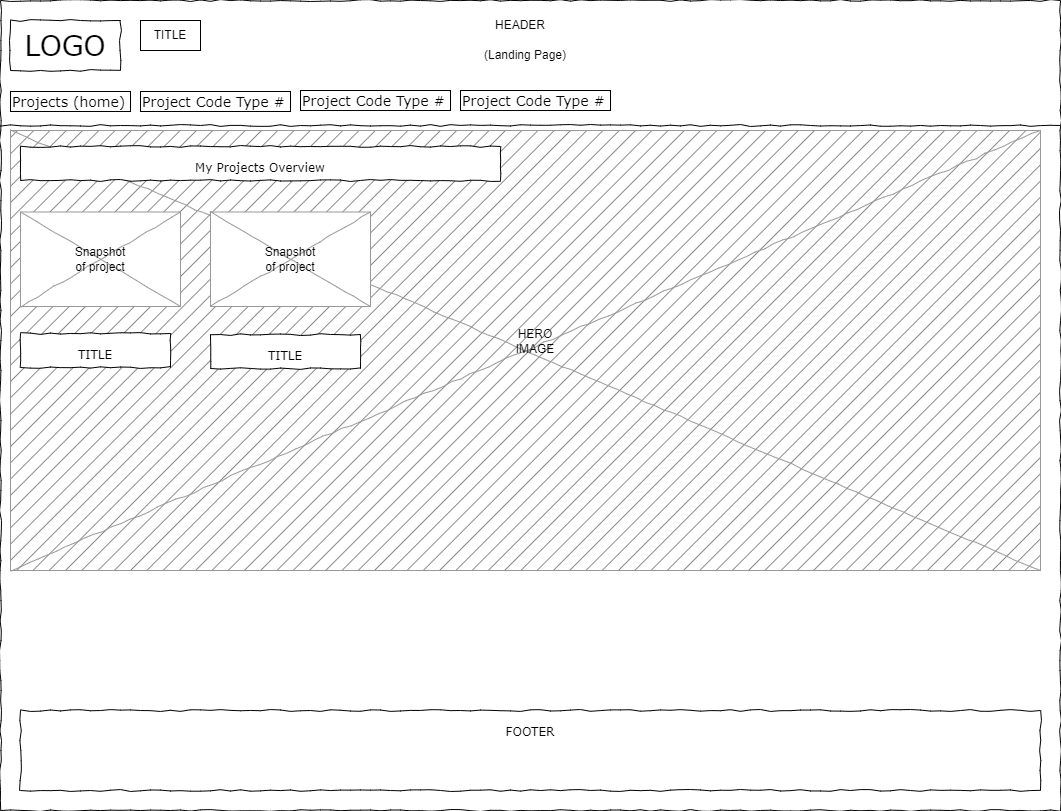 LOGO
TITLE
HEADER
(Landing Page)
Projects (home)
Project Code Type #
Project Code Type #
Project Code Type #
My Projects Overview
Snapshot
of project
Snapshot
of project
HERO
IMAGE
TITLE
TITLE
FOOTER